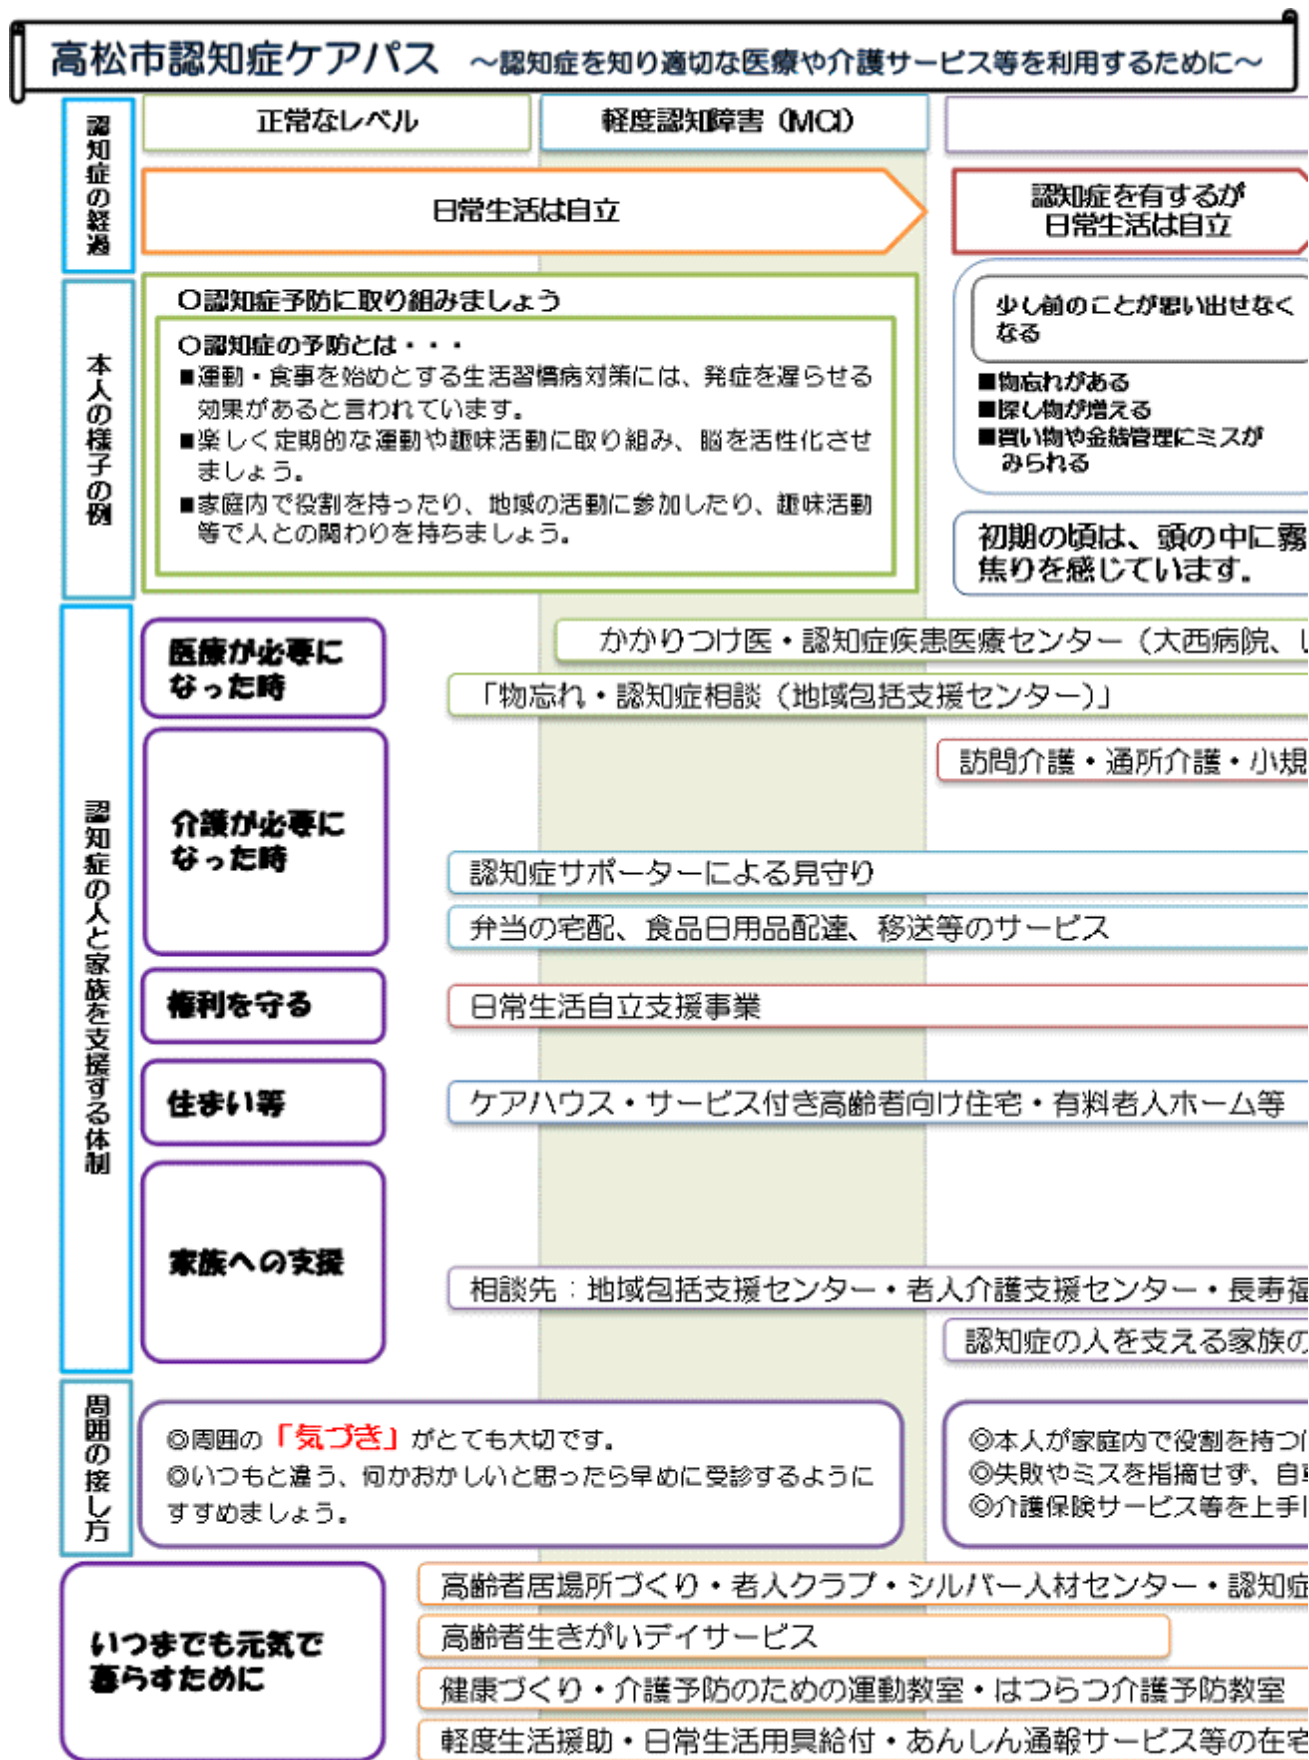 高松市認知症ケアパス ～認知症を知り適切な医療や介護サービス等を利用するために～
認知症の経過
正常なレベル
軽度認知障害（MCI）
日常生活は自立
認知症を有するが
日常生活は自立
本人の様子の例
○認知症予防に取り組みましょう
○認知症の予防とは・・・
■運動・食事を始めとする生活習慣病対策には、発症を遅らせる
効果があると言われています。
■楽しく定期的な運動や趣味活動に取り組み、脳を活性化させ
ましょう。
■家庭内で役割を持ったり、地域の活動に参加したり、趣味活動
等で人との関わりを持ちましょう。
少し前のことが思い出せなく
なる
■物忘れがある
■探し物が増える
■買い物や金銭管理にミスが
みられる
初期の頃は、頭の中に霧
焦りを感じています。
認知症の人と家族を支援する体制
医療が必要に
なった時
かかりつけ医・認知症疾患医療センター（大西病院、
「物忘れ・認知症相談（地域包括支援センター）」
介護が必要に
なった時
訪問介護・通所介護・小規
認知症サポーターによる見守り
弁当の宅配、食品日用品配達、移送等のサービス
権利を守る
日常生活自立支援事業
住まい等
ケアハウス・サービス付き高齢者向け住宅・有料老人ホーム等
家族への支援
相談先：地域包括支援センター・老人介護支援センター・長寿福
認知症の人を支える家族の
周囲の接し方
◎周囲の「気づき」がとても大切です。
◎いつもと違う、何かおかしいと思ったら早めに受診するように
すすめましょう。
◎本人が家庭内で役割を持つ
◎失敗やミスを指摘せず、自
◎介護保険サービス等を上手
いつまでも元気で
暮らすために
高齢者居場所づくり・老人クラブ・シルバー人材センター・認知症
高齢者生きがいデイサービス
健康づくり・介護予防のための運動教室・はつらつ介護予防教室
軽度生活援助・日常生活用具給付・あんしん通報サービス等の在宅